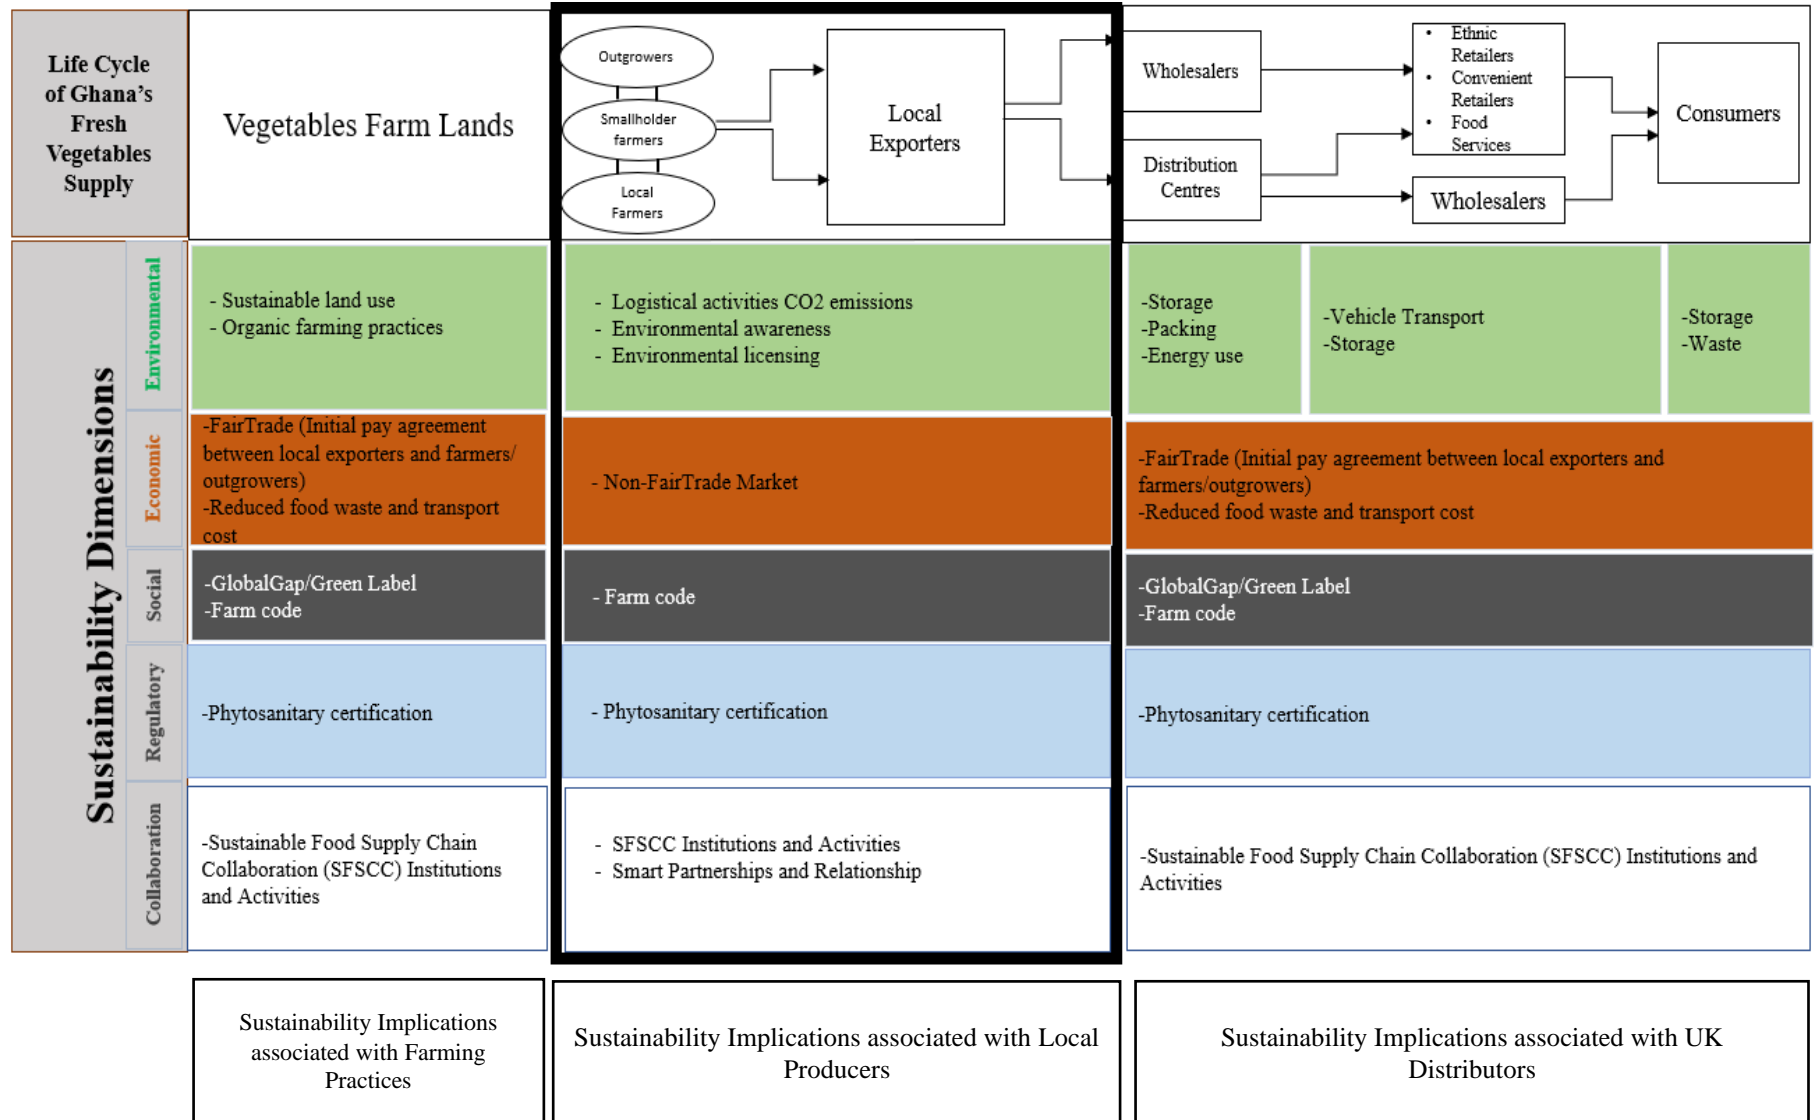 Life Cycle
of Ghana's
Fresh
Vegetables
Supply
Vegetables Farm Lands
Outgrowers
Smallholder
farmers
Local
Farmers
Local
Exporters
Wholesalers
Distribution
Centres
• Ethnic
Retailers
• Convenient
Retailers
• Food
Services
Wholesalers
Consumers
Sustainability Dimensions
Environmental
- Sustainable land use
- Organic farming practices
- Logistical activities CO2 emissions
- Environmental awareness
- Environmental licensing
-Storage
-Packing
-Energy use
-Vehicle Transport
-Storage
-Storage
-Waste
Economic
-FairTrade (Initial pay agreement
between local exporters and farmers/
outgrowers)
-Reduced food waste and transport
cost
- Non-FairTrade Market
-FairTrade (Initial pay agreement between local exporters and
farmers/outgrowers)
-Reduced food waste and transport cost
Social
-GlobalGap/Green Label
-Farm code
- Farm code
-GlobalGap/Green Label
-Farm code
Regulatory
-Phytosanitary certification
- Phytosanitary certification
-Phytosanitary certification
Collaboration
-Sustainable Food Supply Chain
Collaboration (SFSCC) Institutions
and Activities
- SFSCC Institutions and Activities
- Smart Partnerships and Relationship
-Sustainable Food Supply Chain Collaboration (SFSCC) Institutions and
Activities
Sustainability Implications
associated with Farming
Practices
Sustainability Implications associated with Local
Producers
Sustainability Implications associated with UK
Distributors